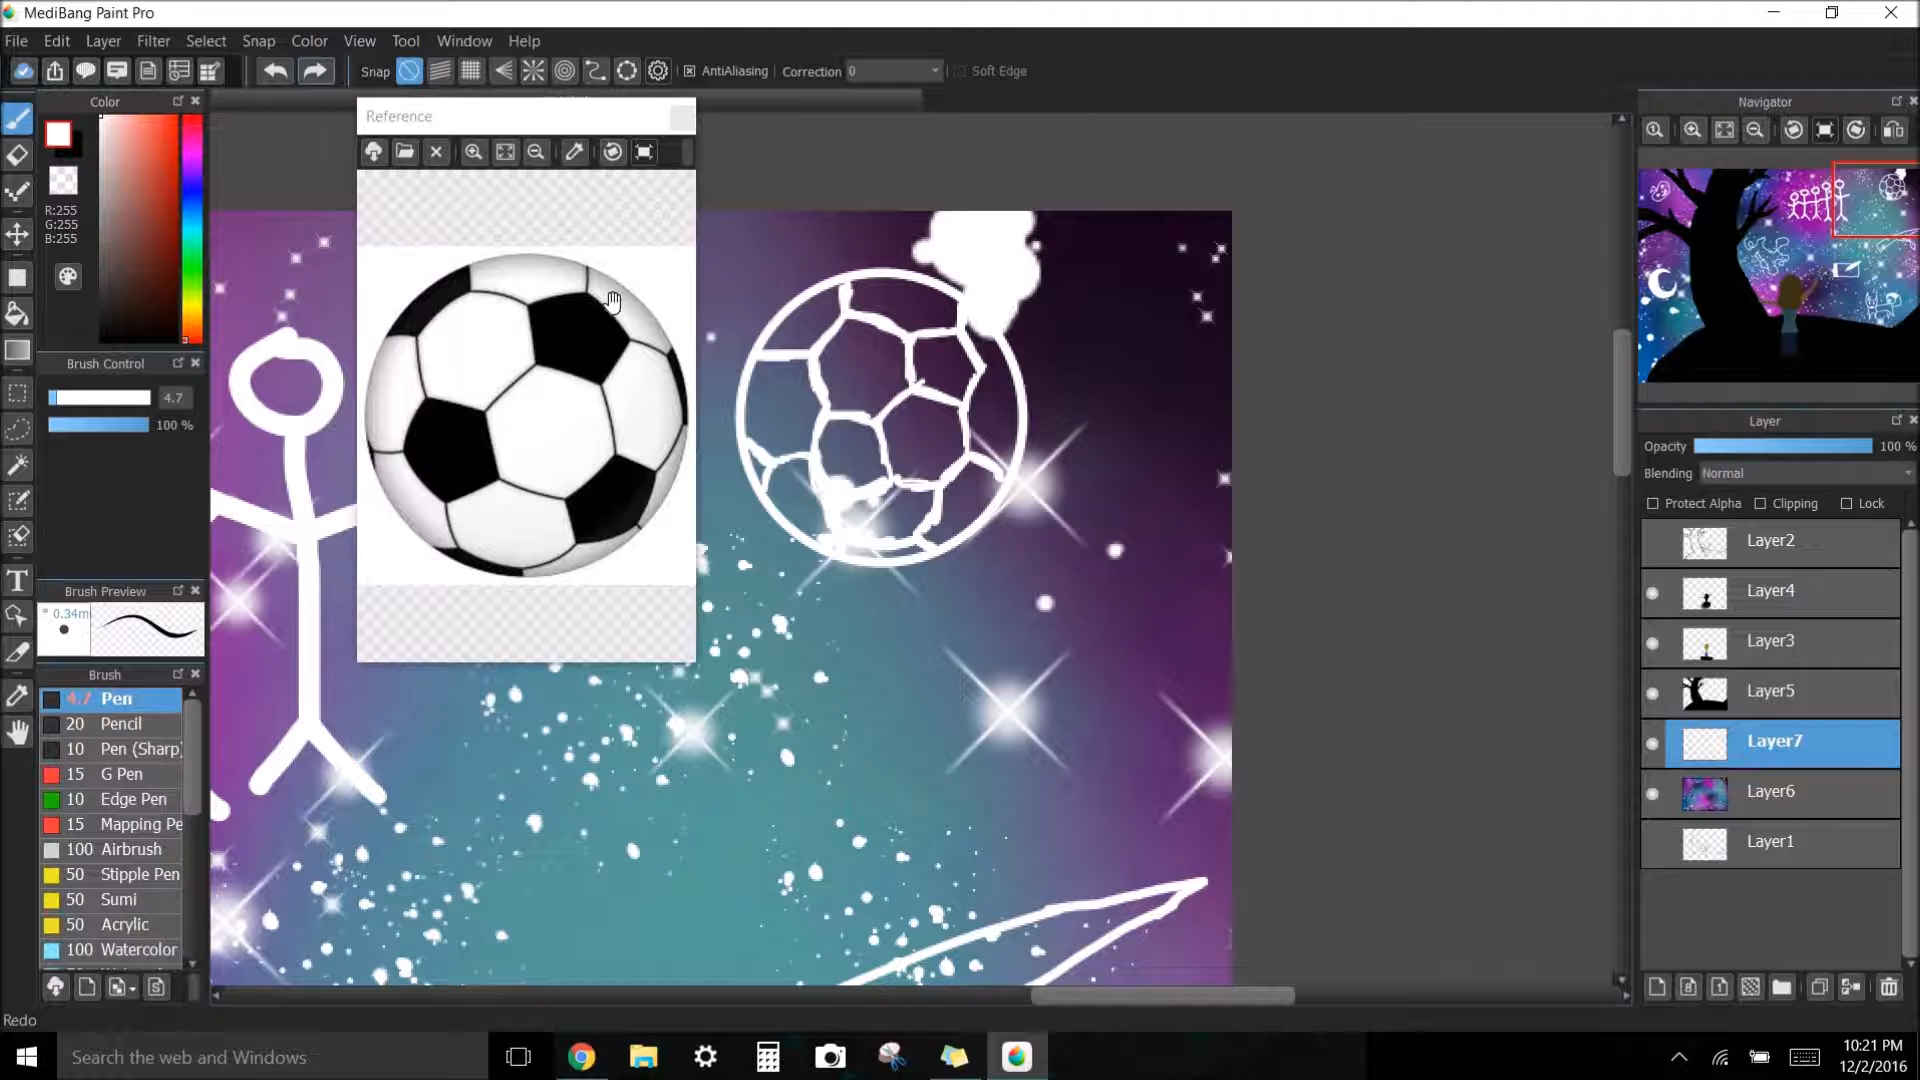 MediBang Paint Pro
File Edit Layer Filter Select Snap Color View Tool Window Help
Snap AntiAliasing Correction 0 Soft Edge
Color
R:255
G:255
B:255
Brush Control
4.7
100 %
Brush Preview
* 0.34m
Brush
4.7 Pen
20 Pencil
10 Pen (Sharp)
15 G Pen
10 Edge Pen
15 Mapping Pe
100 Airbrush
50 Stipple Pen
50 Sumi
50 Acrylic
100 Watercolor
Redo
Reference
Navigator
Layer
Opacity 100 %
Blending Normal
Protect Alpha Clipping Lock
Layer2
Layer4
Layer3
Layer5
Layer7
Layer6
Layer1
Search the web and Windows
10:21 PM
12/2/2016